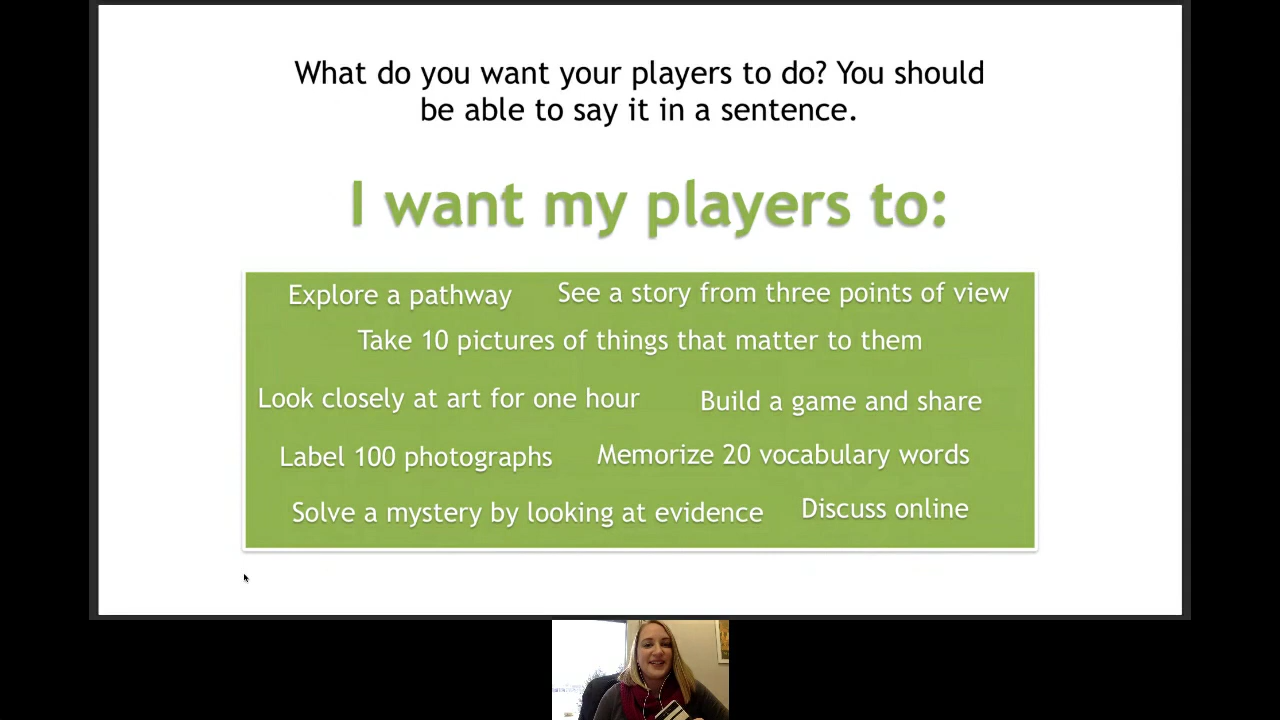 What do you want your players to do? You should
be able to say it in a sentence.
I want my players to:
Explore a pathway
See a story from three points of view
Take 10 pictures of things that matter to them
Look closely at art for one hour
Build a game and share
Label 100 photographs
Memorize 20 vocabulary words
Solve a mystery by looking at evidence
Discuss online